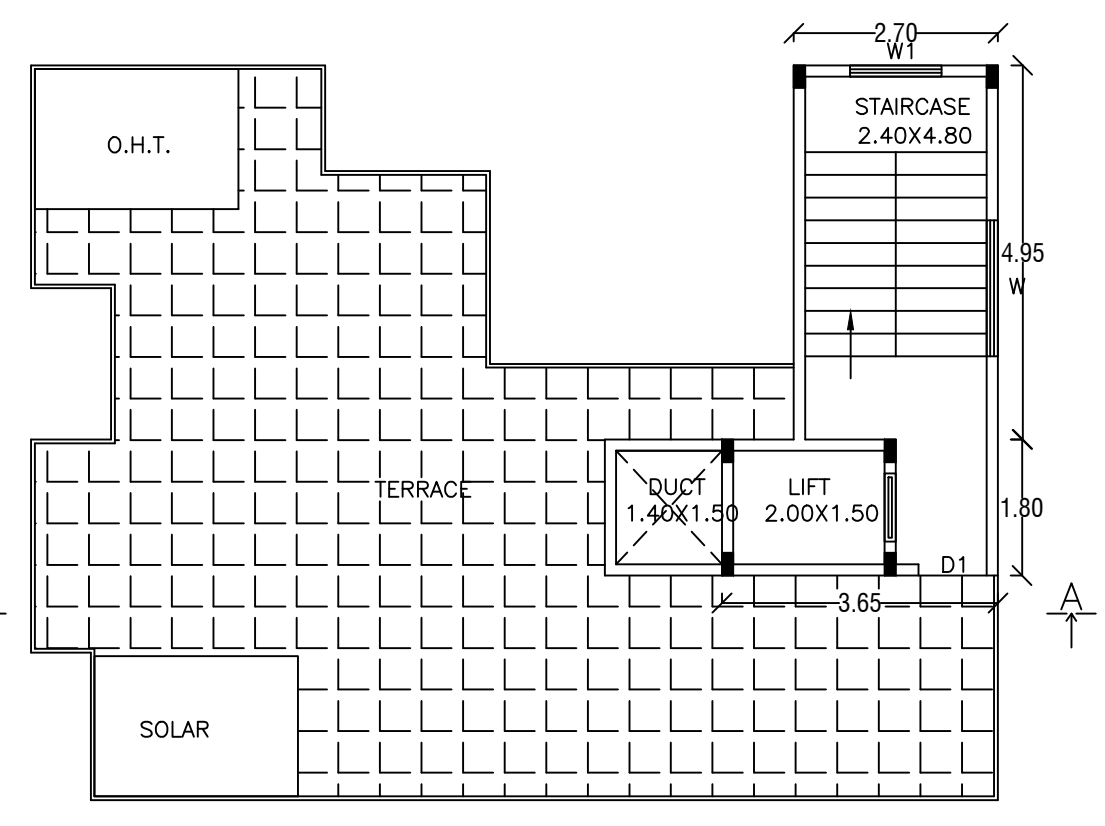 2.70
W1
STAIRCASE
2.40X4.80
O.H.T.
4.95
W
TERRACE
DUCT
1.40X1.50
LIFT
2.00X1.50
1.80
D1
3.65
A
SOLAR